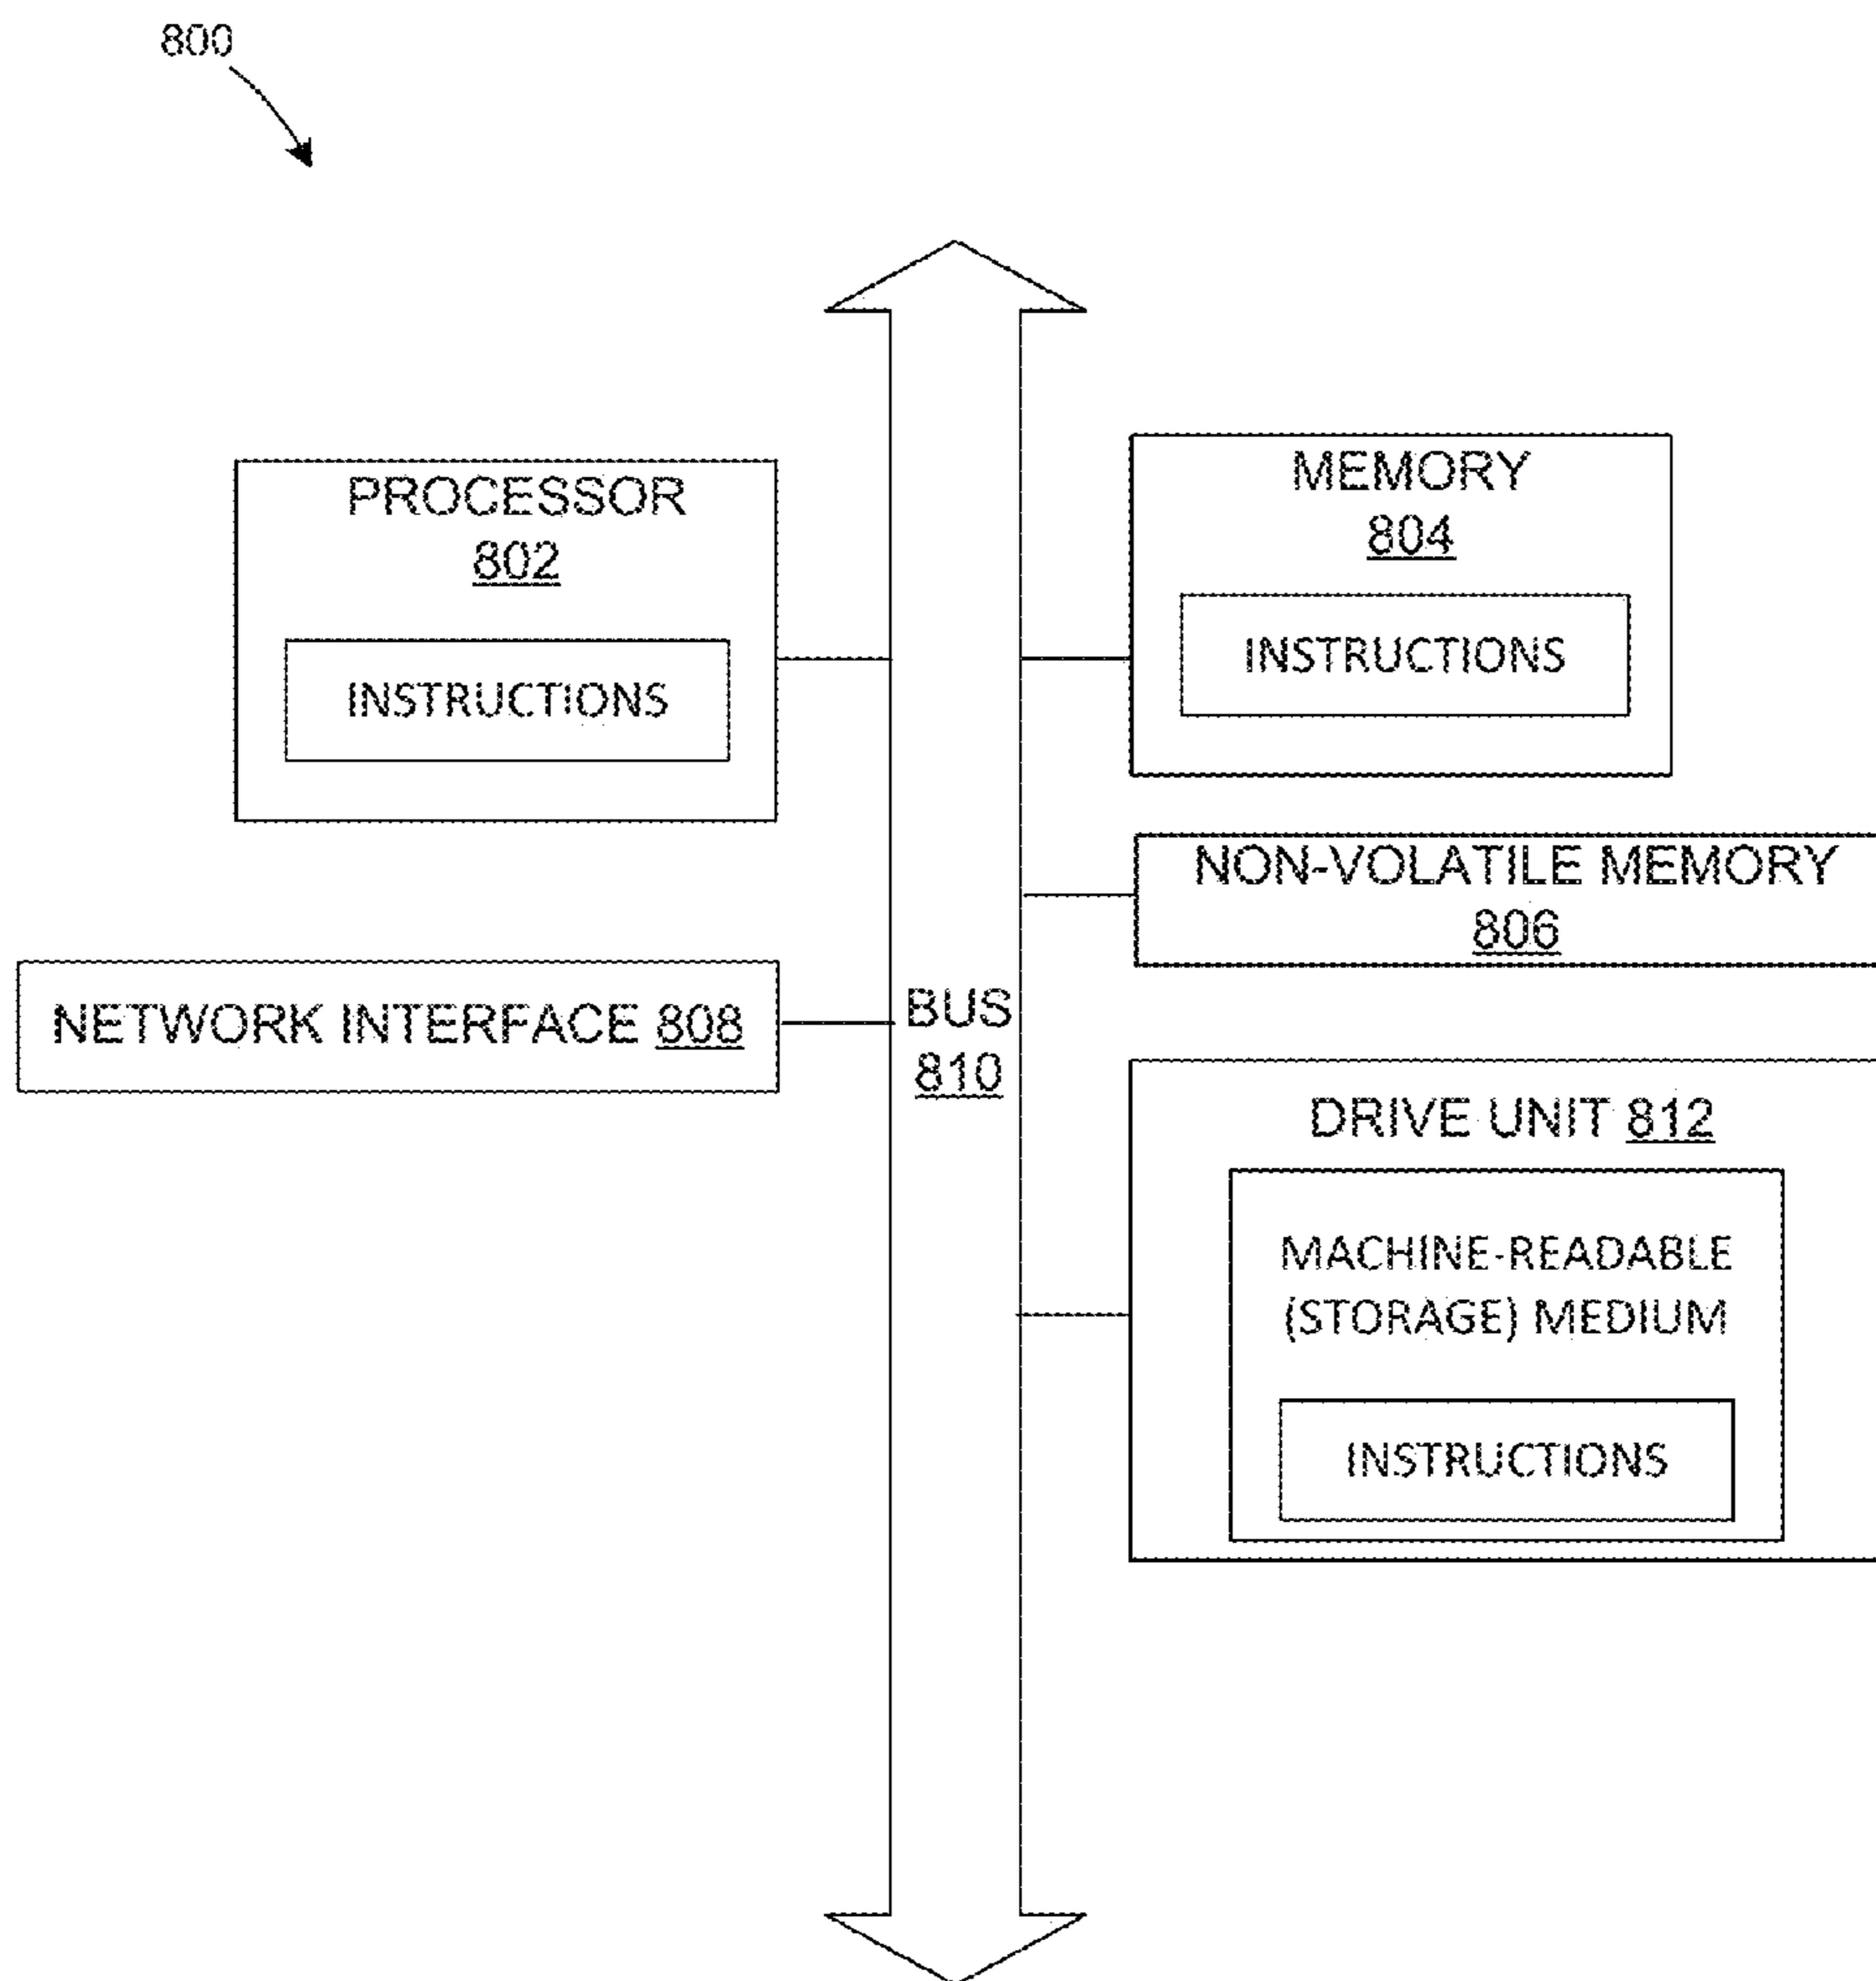 800
PROCESSOR
802
INSTRUCTIONS
MEMORY
804
INSTRUCTIONS
NON-VOLATILE MEMORY
806
NETWORK INTERFACE 808
BUS
810
DRIVE UNIT 812
MACHINE-READABLE
(STORAGE) MEDIUM
INSTRUCTIONS